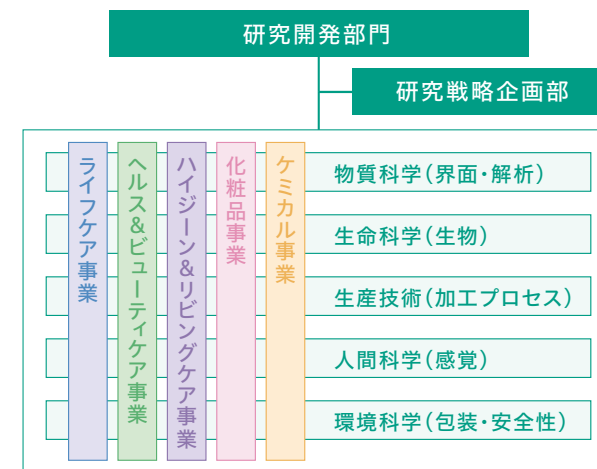 研究開発部門
研究戦略企画部
ライフケア事業
ヘルス&ビューティケア事業
ハイジーン&リビングケア事業
化粧品事業
ケミカル事業
物質科学(界面・解析)
生命科学(生物)
生産技術(加工プロセス)
人間科学(感覚)
環境科学(包装・安全性)